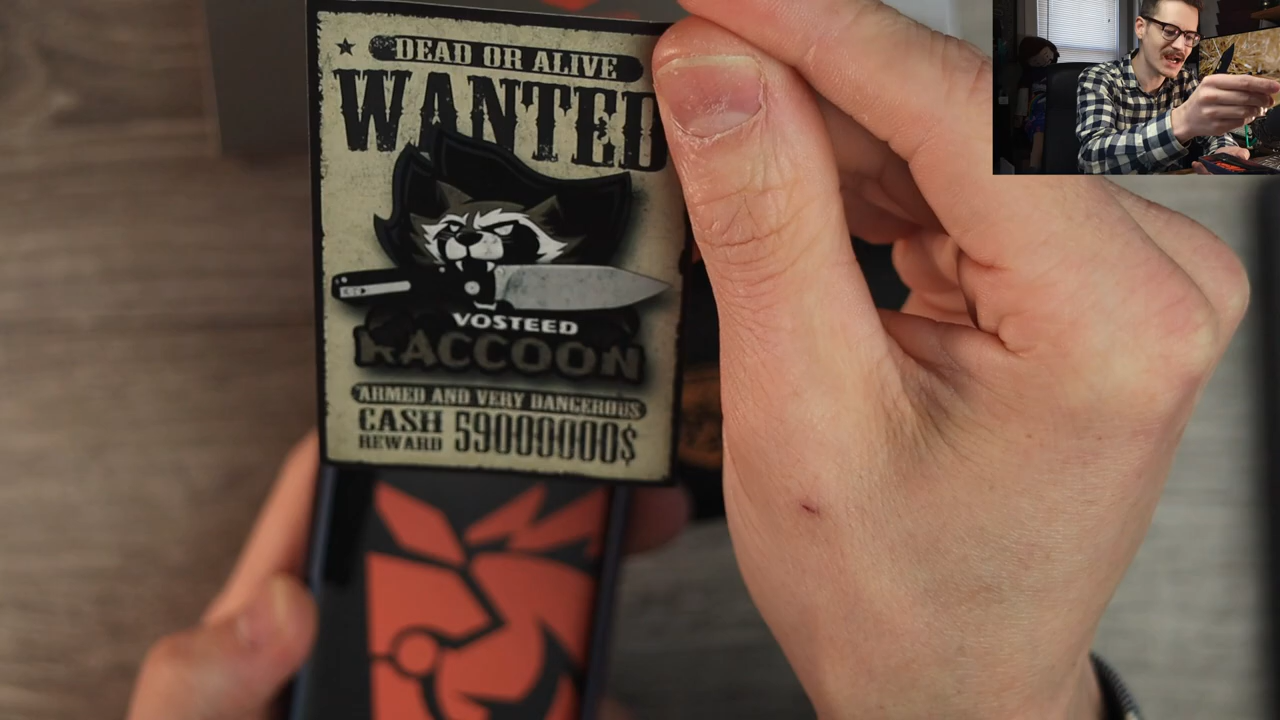 DEAD OR ALIVE
WANTED
VOSTEED
RACCOON
ARMED AND VERY DANGEROUS
CASH
REWARD
59000000$